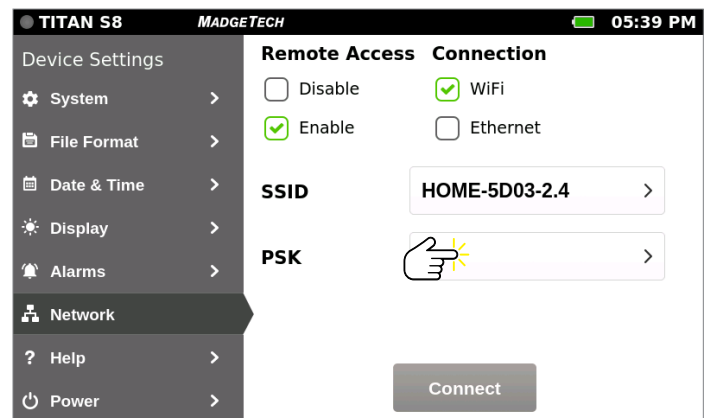 TITAN S8 MADGETECH 05:39 PM
Device Settings
System
File Format
Date & Time
Display
Alarms
Network
? Help
Power
Remote Access Connection
Disable WiFi
Enable Ethernet
SSID HOME-5D03-2.4
PSK
Connect